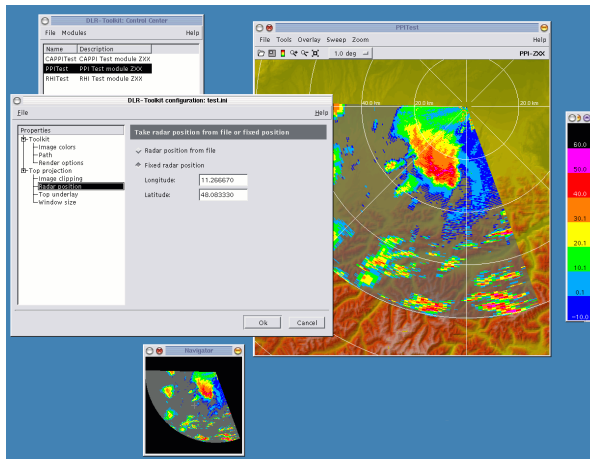 DLR-Toolkit: Control Center
File Modules Help
Name Description
CAPPITest CAPPI Test module ZXX
PPITest PPI Test module ZXX
RHITest RHI Test module ZXX
DLR-Toolkit configuration: test.ini
File Help
Properties
Toolkit
Image colors
Path
Render options
Top projection
Image clipping
Radar position
Top underlay
Window size
Take radar position from file or fixed position
Radar position from file
Fixed radar position
Longitude: 11.266670
Latitude: 48.083330
Ok Cancel
PPITest
File Tools Overlay Sweep Zoom Help
1.0 deg PPI-ZXX
40.0 km 20.0 km 20.0 km
60.0
50.0
40.0
30.1
20.1
10.1
0.1
-10.0
Navigator